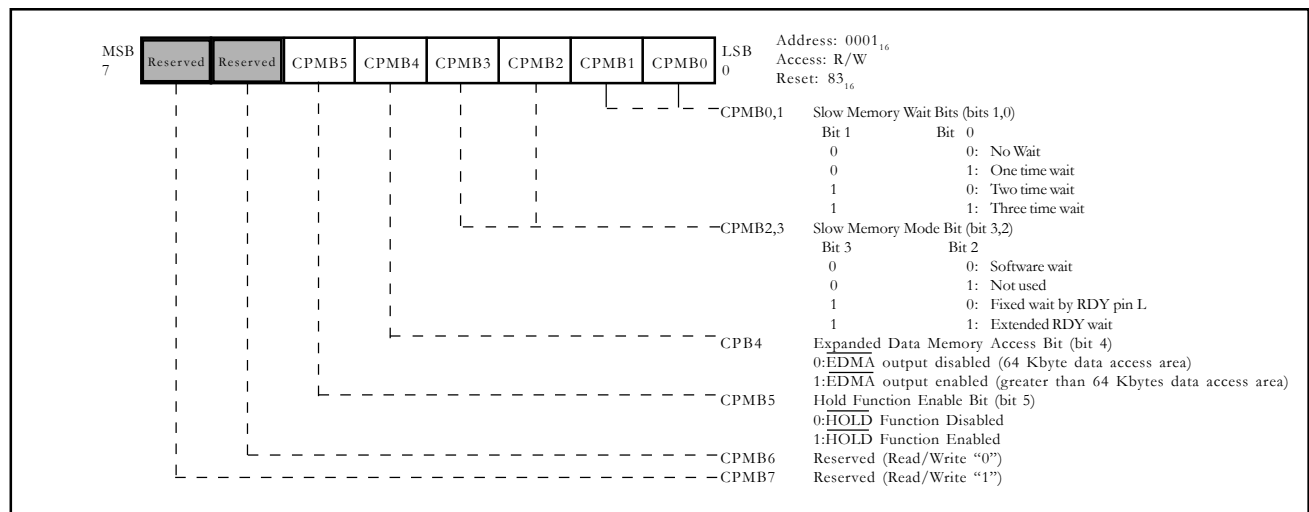 MSB
7
Reserved Reserved CPMB5 CPMB4 CPMB3 CPMB2 CPMB1 CPMB0
LSB
0
Address: 0001₁₆
Access: R/W
Reset: 83₁₆
CPMB0,1 Slow Memory Wait Bits (bits 1,0)
Bit 1 Bit 0
0 0: No Wait
0 1: One time wait
1 0: Two time wait
1 1: Three time wait
CPMB2,3 Slow Memory Mode Bit (bit 3,2)
Bit 3 Bit 2
0 0: Software wait
0 1: Not used
1 0: Fixed wait by RDY pin L
1 1: Extended RDY wait
CPB4 Expanded Data Memory Access Bit (bit 4)
0:EDMA output disabled (64 Kbyte data access area)
1:EDMA output enabled (greater than 64 Kbytes data access area)
CPMB5 Hold Function Enable Bit (bit 5)
0:HOLD Function Disabled
1:HOLD Function Enabled
CPMB6 Reserved (Read/Write “0”)
CPMB7 Reserved (Read/Write “1”)